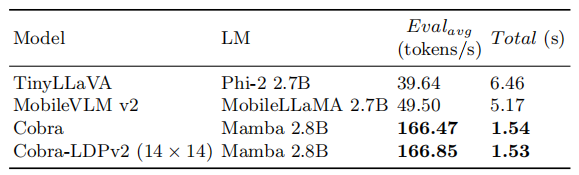 Model LM Eval_avg (tokens/s) Total (s)
TinyLLaVA Phi-2 2.7B 39.64 6.46
MobileVLM v2 MobileLLaMA 2.7B 49.50 5.17
Cobra Mamba 2.8B 166.47 1.54
Cobra-LDPv2 (14 × 14) Mamba 2.8B 166.85 1.53